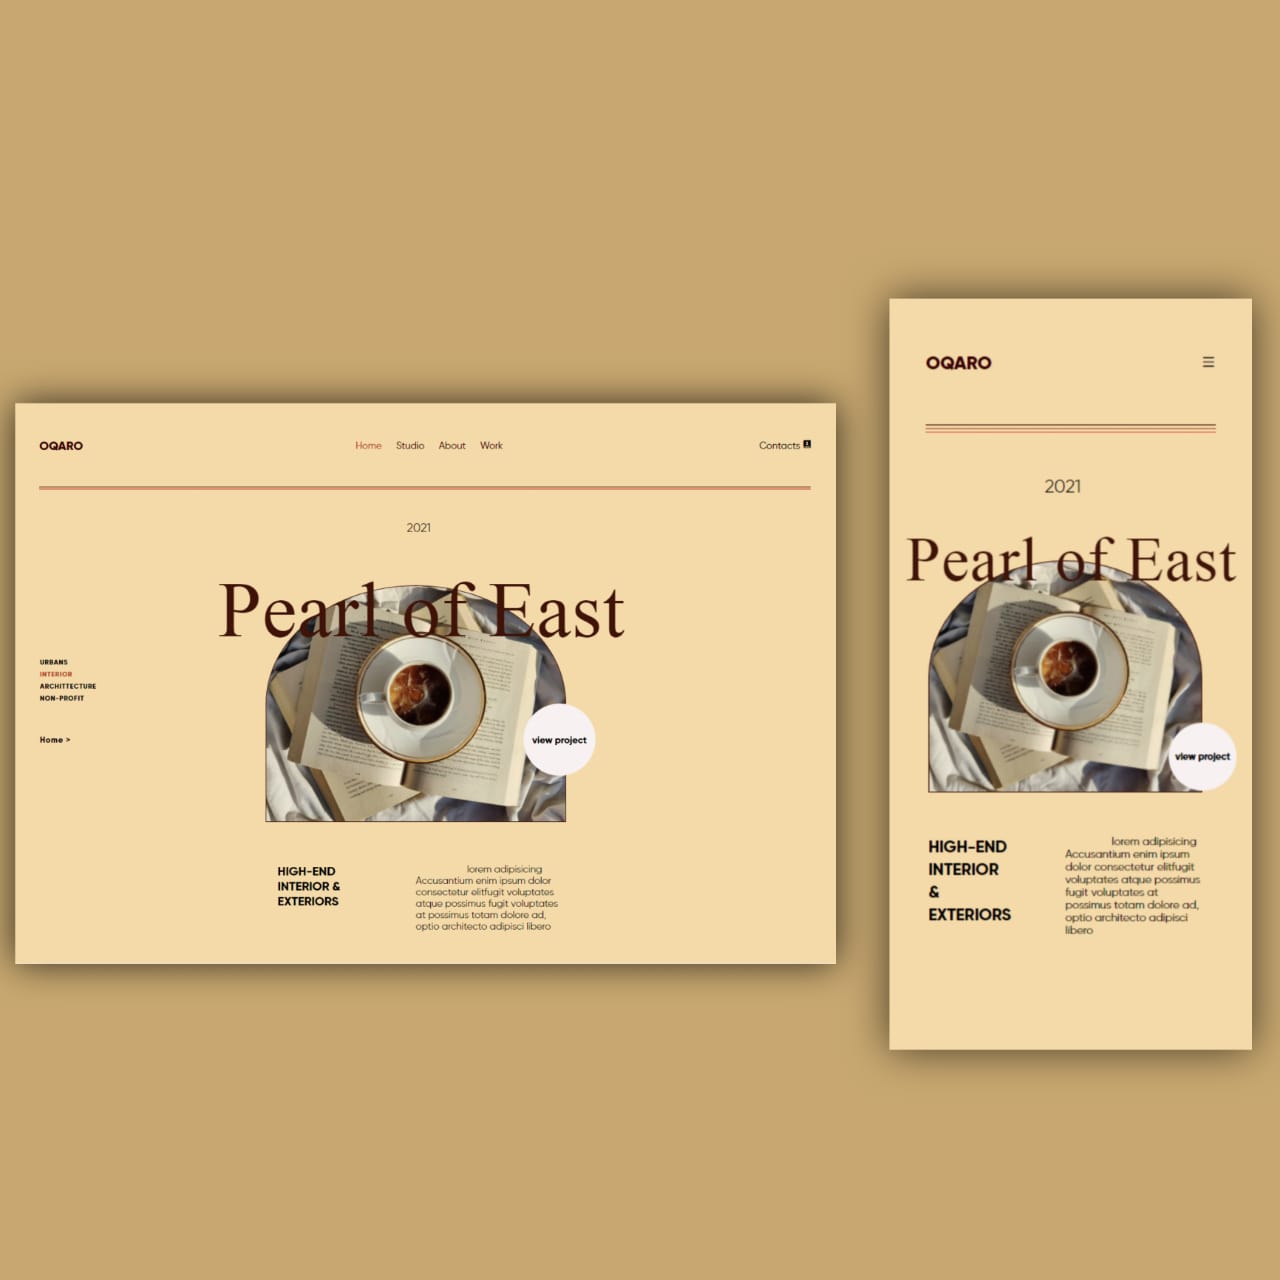 OQARO
Home Studio About Work
Contacts
2021
Pearl of East
URBANS
INTERIOR
ARCHITTECTURE
NON-PROFIT
Home >
view project
HIGH-END
INTERIOR &
EXTERIORS
lorem adipisicing
Accusantium enim ipsum dolor
consectetur elitfugit voluptates
atque possimus fugit voluptates
at possimus totam dolore ad,
optio architecto adipisci libero
OQARO
2021
Pearl of East
view project
HIGH-END
INTERIOR
&
EXTERIORS
lorem adipisicing
Accusantium enim ipsum
dolor consectetur elitfugit
voluptates atque possimus
fugit voluptates at
possimus totam dolore ad,
optio architecto adipisci
libero